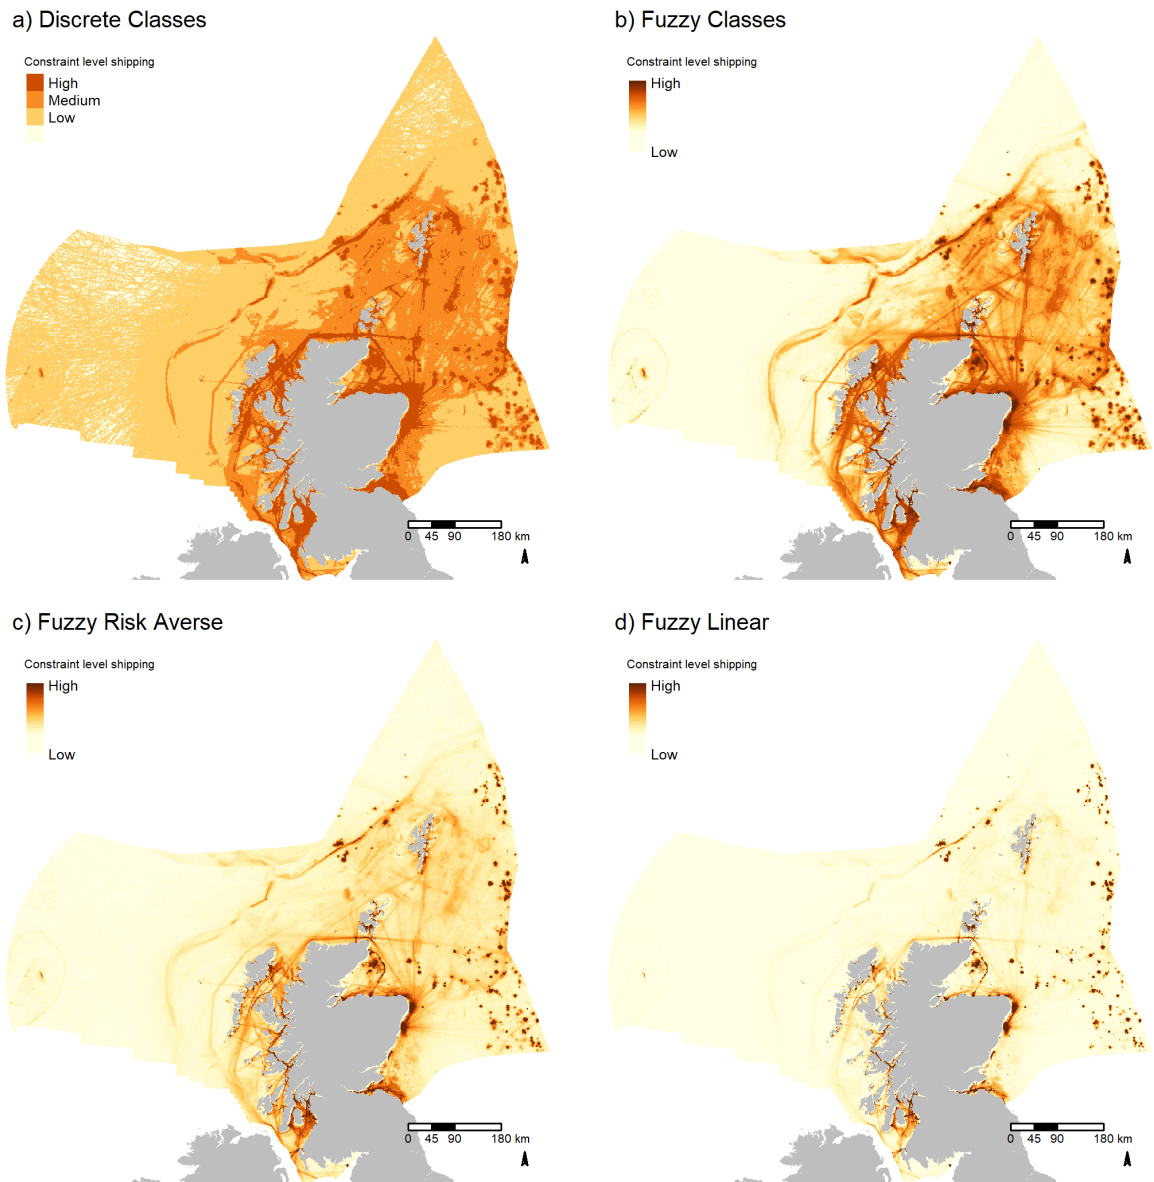 a) Discrete Classes
Constraint level shipping
High
Medium
Low
0 45 90 180 km
b) Fuzzy Classes
Constraint level shipping
High
Low
0 45 90 180 km
c) Fuzzy Risk Averse
Constraint level shipping
High
Low
0 45 90 180 km
d) Fuzzy Linear
Constraint level shipping
High
Low
0 45 90 180 km